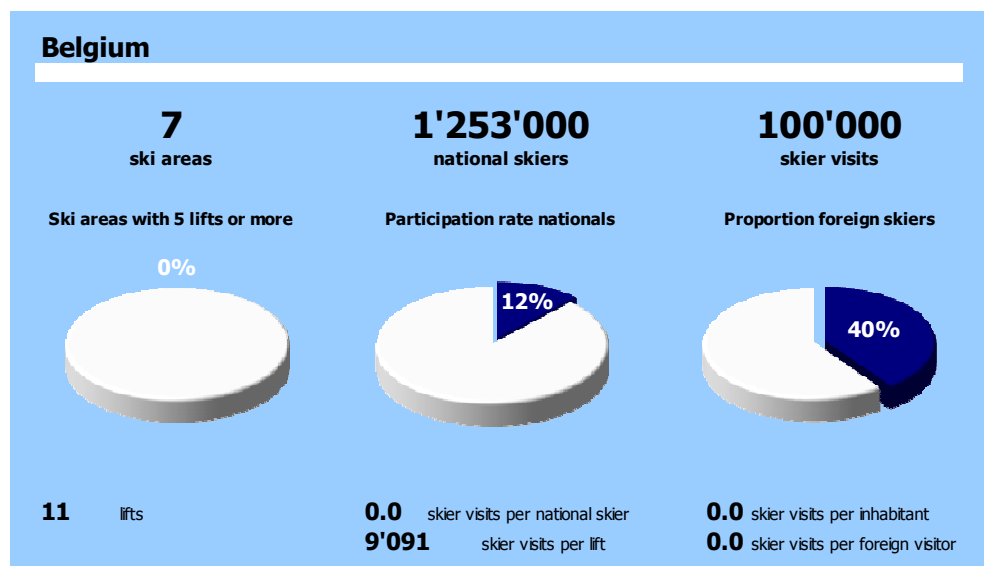 Belgium
7
ski areas
1'253'000
national skiers
100'000
skier visits
Ski areas with 5 lifts or more
Participation rate nationals
Proportion foreign skiers
0%
12%
40%
11 lifts
0.0 skier visits per national skier
9'091 skier visits per lift
0.0 skier visits per inhabitant
0.0 skier visits per foreign visitor